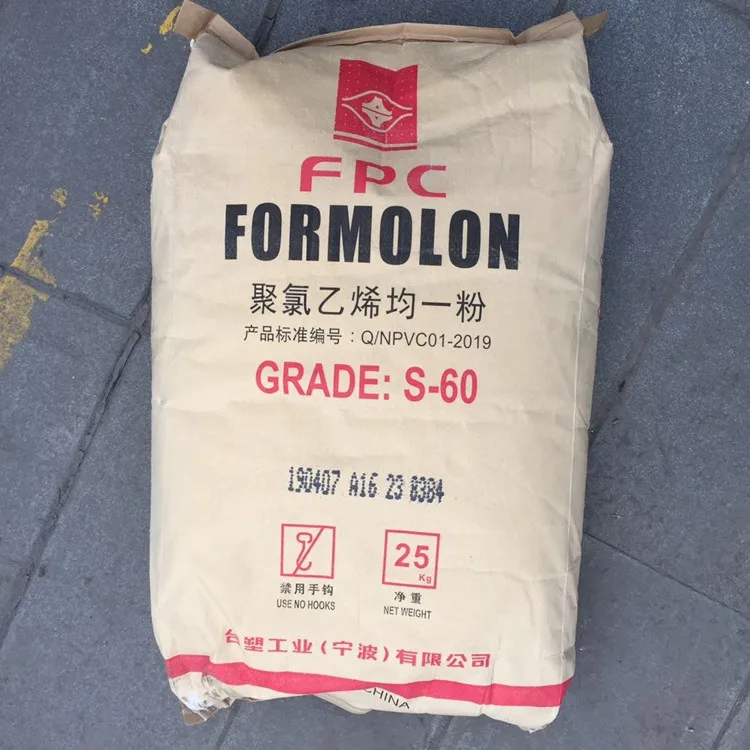 FPC
FORMOLON
聚氯乙烯均一粉
产品标准编号：Q/NPVC01-2019
GRADE: S-60
190407 A16 23 8384
25
Kg
禁用手钩
净重
USE NO HOOKS
NET WEIGHT
台塑工业（宁波）有限公司
CHINA